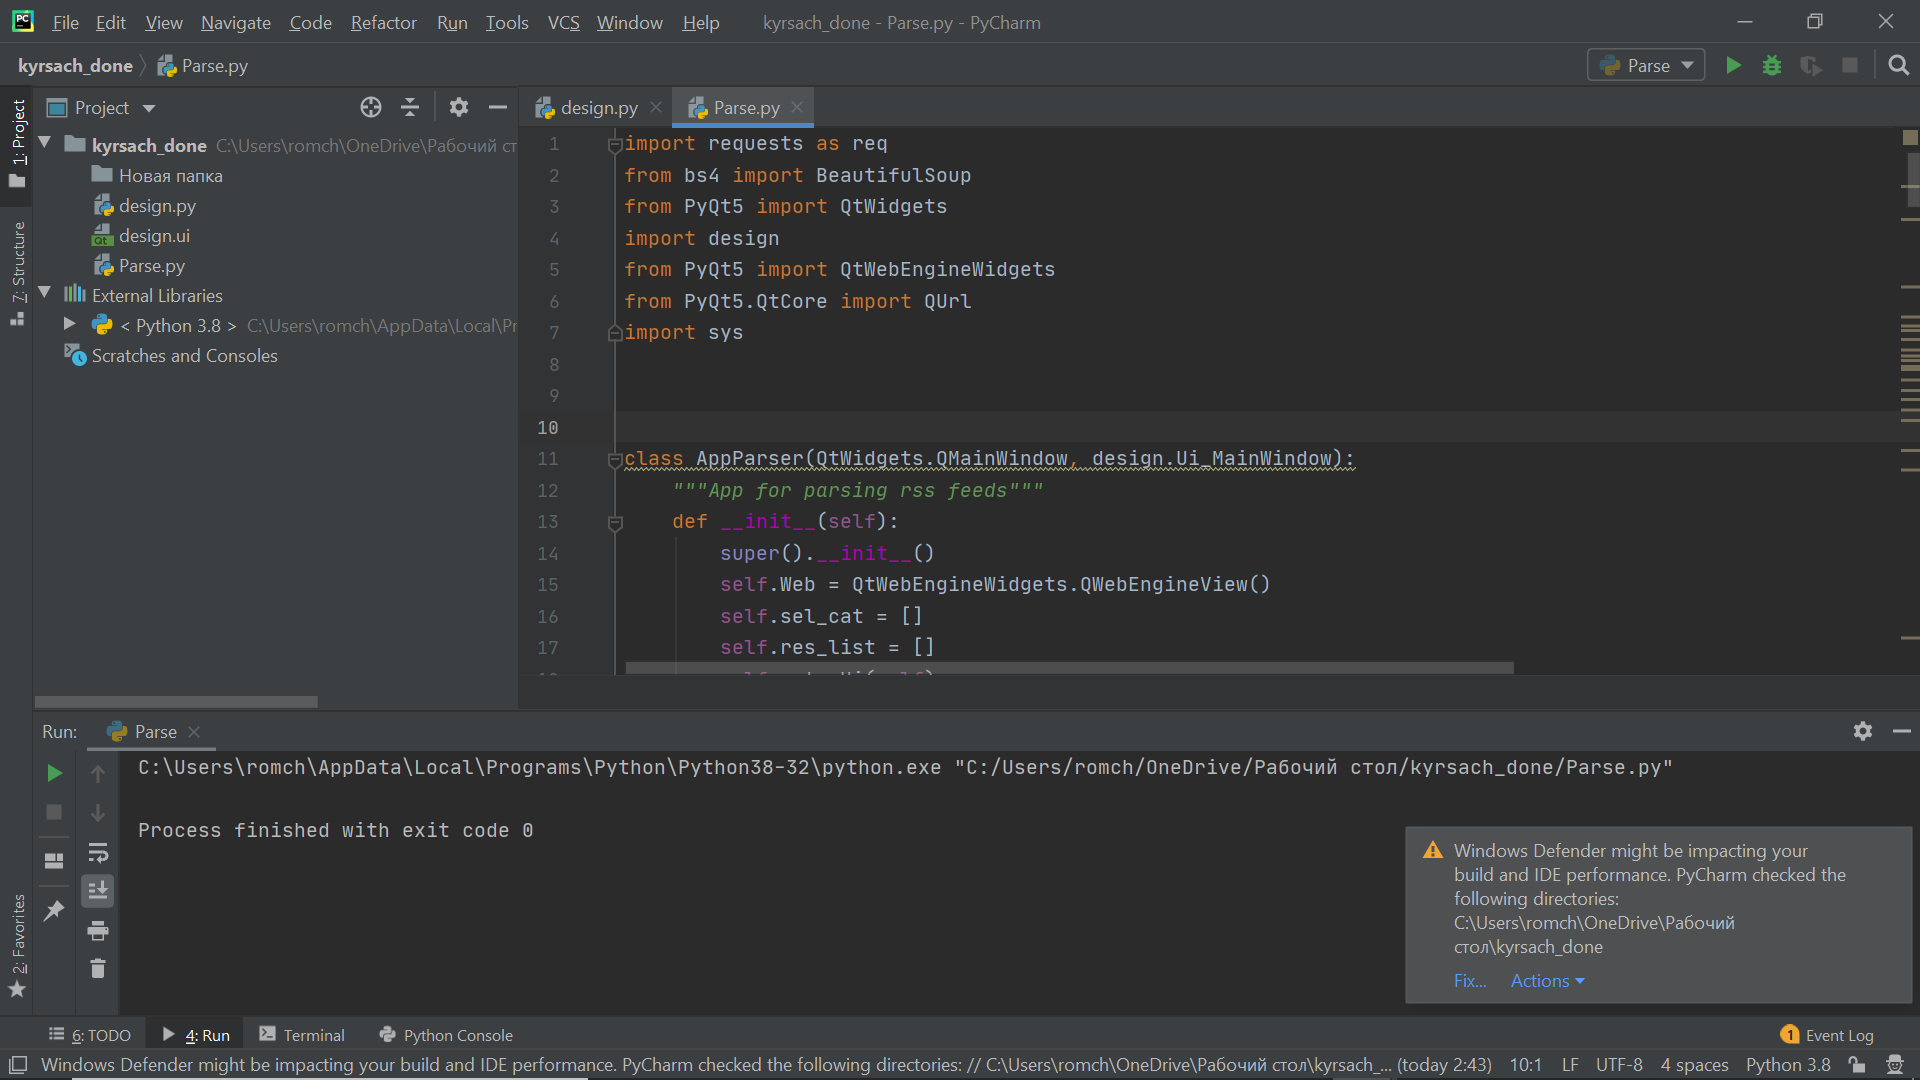 PC File Edit View Navigate Code Refactor Run Tools VCS Window Help kyrsach_done - Parse.py - PyCharm
kyrsach_done Parse.py Parse
1: Project
7: Structure
2: Favorites
Project
kyrsach_done C:\Users\romch\OneDrive\Рабочий ст
Новая папка
design.py
Qt design.ui
Parse.py
External Libraries
< Python 3.8 > C:\Users\romch\AppData\Local\Pr
Scratches and Consoles
design.py Parse.py
1 import requests as req
2 from bs4 import BeautifulSoup
3 from PyQt5 import QtWidgets
4 import design
5 from PyQt5 import QtWebEngineWidgets
6 from PyQt5.QtCore import QUrl
7 import sys
8
9
10
11 class AppParser(QtWidgets.QMainWindow, design.Ui_MainWindow):
12 """App for parsing rss feeds"""
13 def __init__(self):
14 super().__init__()
15 self.Web = QtWebEngineWidgets.QWebEngineView()
16 self.sel_cat = []
17 self.res_list = []
Run: Parse
C:\Users\romch\AppData\Local\Programs\Python\Python38-32\python.exe "C:/Users/romch/OneDrive/Рабочий стол/kyrsach_done/Parse.py"
Process finished with exit code 0
Windows Defender might be impacting your
build and IDE performance. PyCharm checked the
following directories:
C:\Users\romch\OneDrive\Рабочий
стол\kyrsach_done
Fix... Actions
6: TODO 4: Run Terminal Python Console 1 Event Log
Windows Defender might be impacting your build and IDE performance. PyCharm checked the following directories: // C:\Users\romch\OneDrive\Рабочий стол\kyrsach_... (today 2:43) 10:1 LF UTF-8 4 spaces Python 3.8